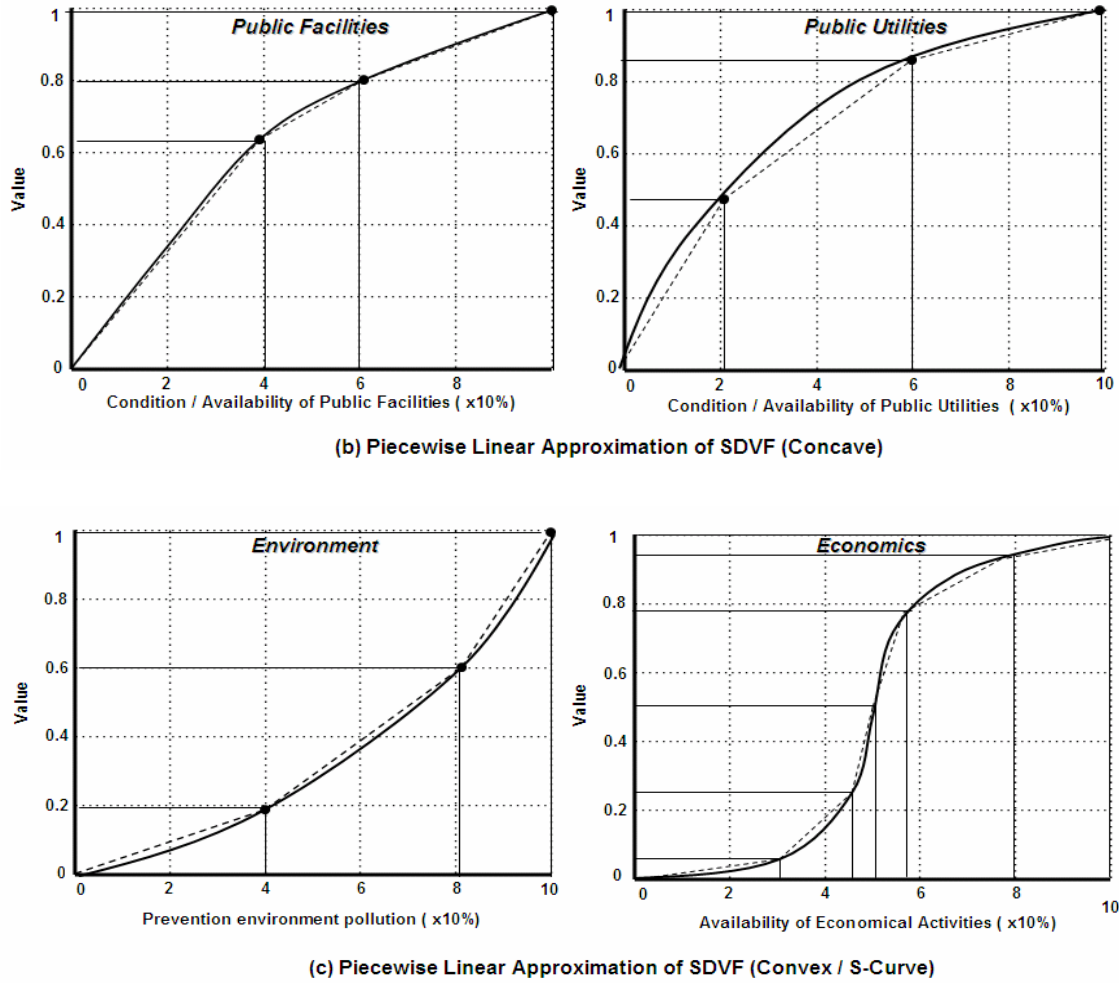 Public Facilities
1
0.8
0.6
0.4
0.2
0
Value
0 2 4 6 8
Condition / Availability of Public Facilities ( x10%)
Public Utilities
1
0.8
0.6
0.4
0.2
0
Value
0 2 4 6 8 10
Condition / Availability of Public Utilities ( x10%)
(b) Piecewise Linear Approximation of SDVF (Concave)
Environment
1
0.8
0.6
0.4
0.2
0
Value
2 4 6 8 10
Prevention environment pollution ( x10%)
Economics
1
0.8
0.6
0.4
0.2
0
Value
0 2 4 6 8 10
Availability of Economical Activities ( x10%)
(c) Piecewise Linear Approximation of SDVF (Convex / S-Curve)